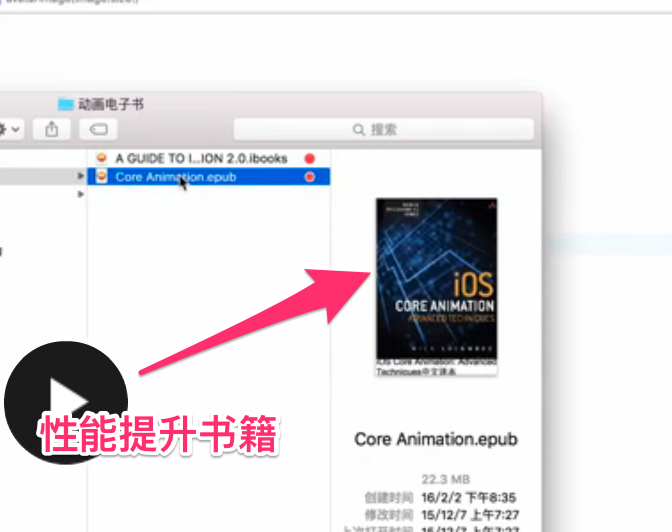 动画电子书
搜索
A GUIDE TO I...ION 2.0.ibooks
Core Animation.epub
iOS
CORE ANIMATION
ADVANCED TECHNIQUES
NICK LOCKWOOD
iOS Core Animation: Advanced
Techniques中文译本
性能提升书籍
Core Animation.epub
22.3 MB
创建时间 16/2/2 下午8:35
修改时间 15/12/7 上午7:27
上次打开时间 15/12/7 上午7:27